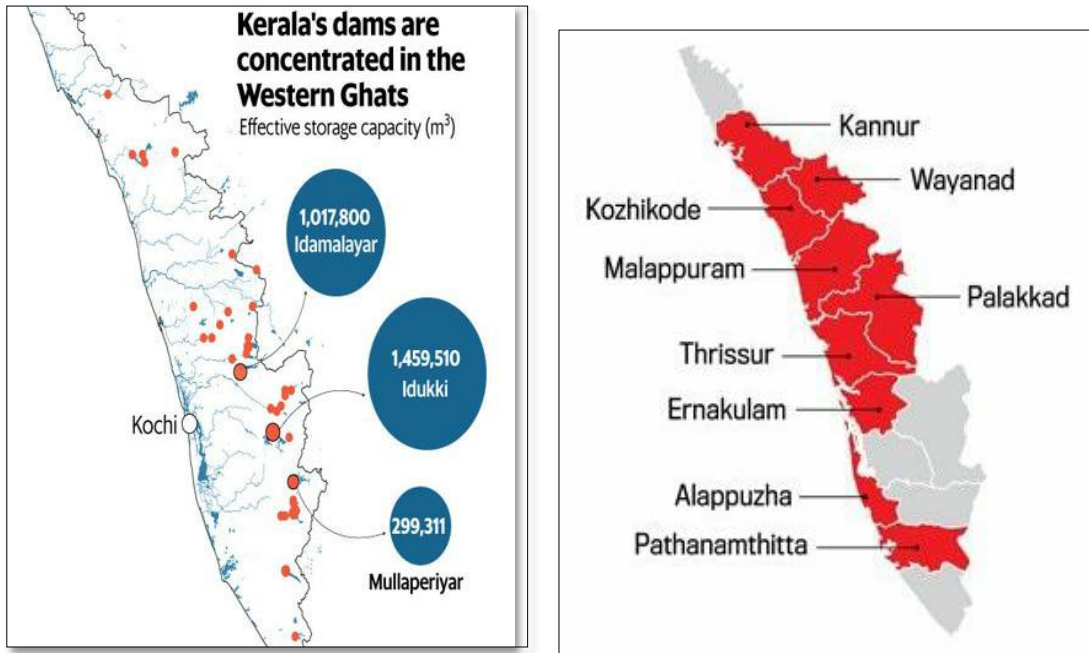 Kerala's dams are
concentrated in the
Western Ghats
Effective storage capacity (m³)
1,017,800
Idamalayar
1,459,510
Idukki
Kochi
299,311
Mullaperiyar
Kannur
Wayanad
Kozhikode
Malappuram
Palakkad
Thrissur
Ernakulam
Alappuzha
Pathanamthitta